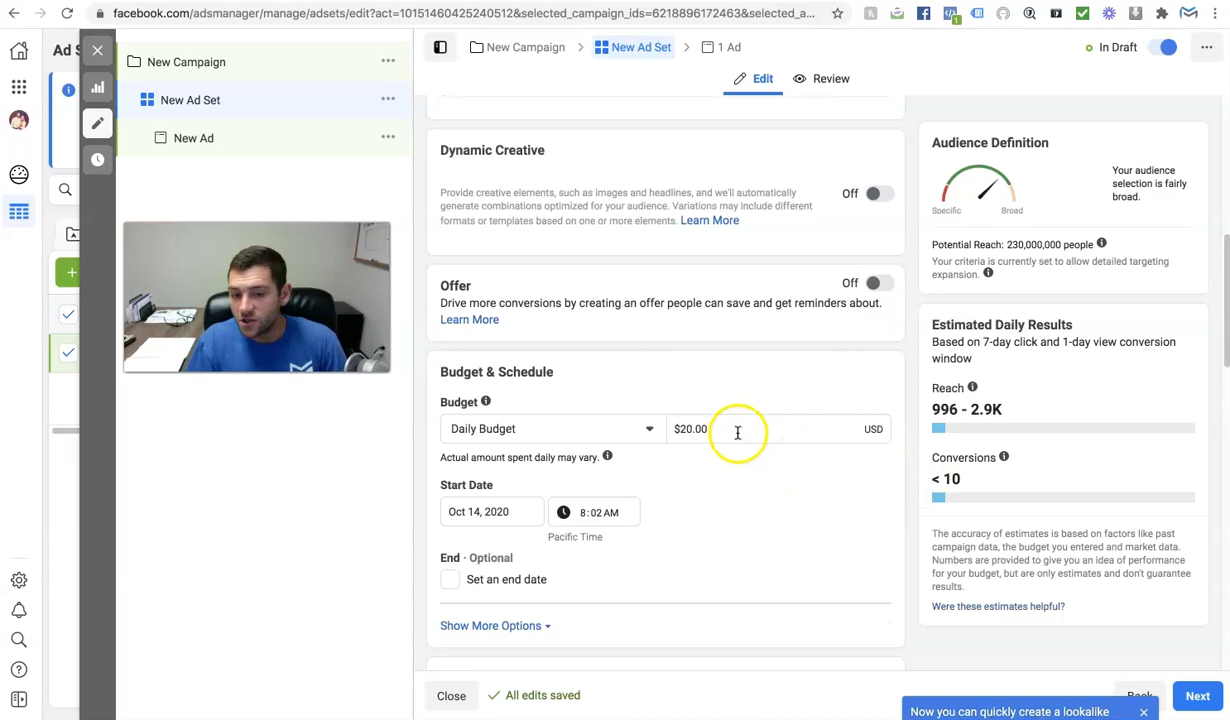 facebook.com/adsmanager/manage/adsets/edit?act=10151460425240512&selected_campaign_ids=6218896172463&selected_a...
Ad S
New Campaign
New Ad Set
New Ad
New Campaign
New Ad Set
1 Ad
In Draft
Edit
Review
Dynamic Creative
Provide creative elements, such as images and headlines, and we'll automatically
generate combinations optimized for your audience. Variations may include different
formats or templates based on one or more elements. Learn More
Off
Offer
Off
Drive more conversions by creating an offer people can save and get reminders about.
Learn More
Budget & Schedule
Budget
Daily Budget
$20.00
USD
Actual amount spent daily may vary.
Start Date
Oct 14, 2020
8:02 AM
Pacific Time
End · Optional
Set an end date
Show More Options
Close
All edits saved
Back
Next
Now you can quickly create a lookalike
Audience Definition
Specific
Broad
Your audience
selection is fairly
broad.
Potential Reach: 230,000,000 people
Your criteria is currently set to allow detailed targeting
expansion.
Estimated Daily Results
Based on 7-day click and 1-day view conversion
window
Reach
996 - 2.9K
Conversions
< 10
The accuracy of estimates is based on factors like past
campaign data, the budget you entered and market data.
Numbers are provided to give you an idea of performance
for your budget, but are only estimates and don't guarantee
results.
Were these estimates helpful?